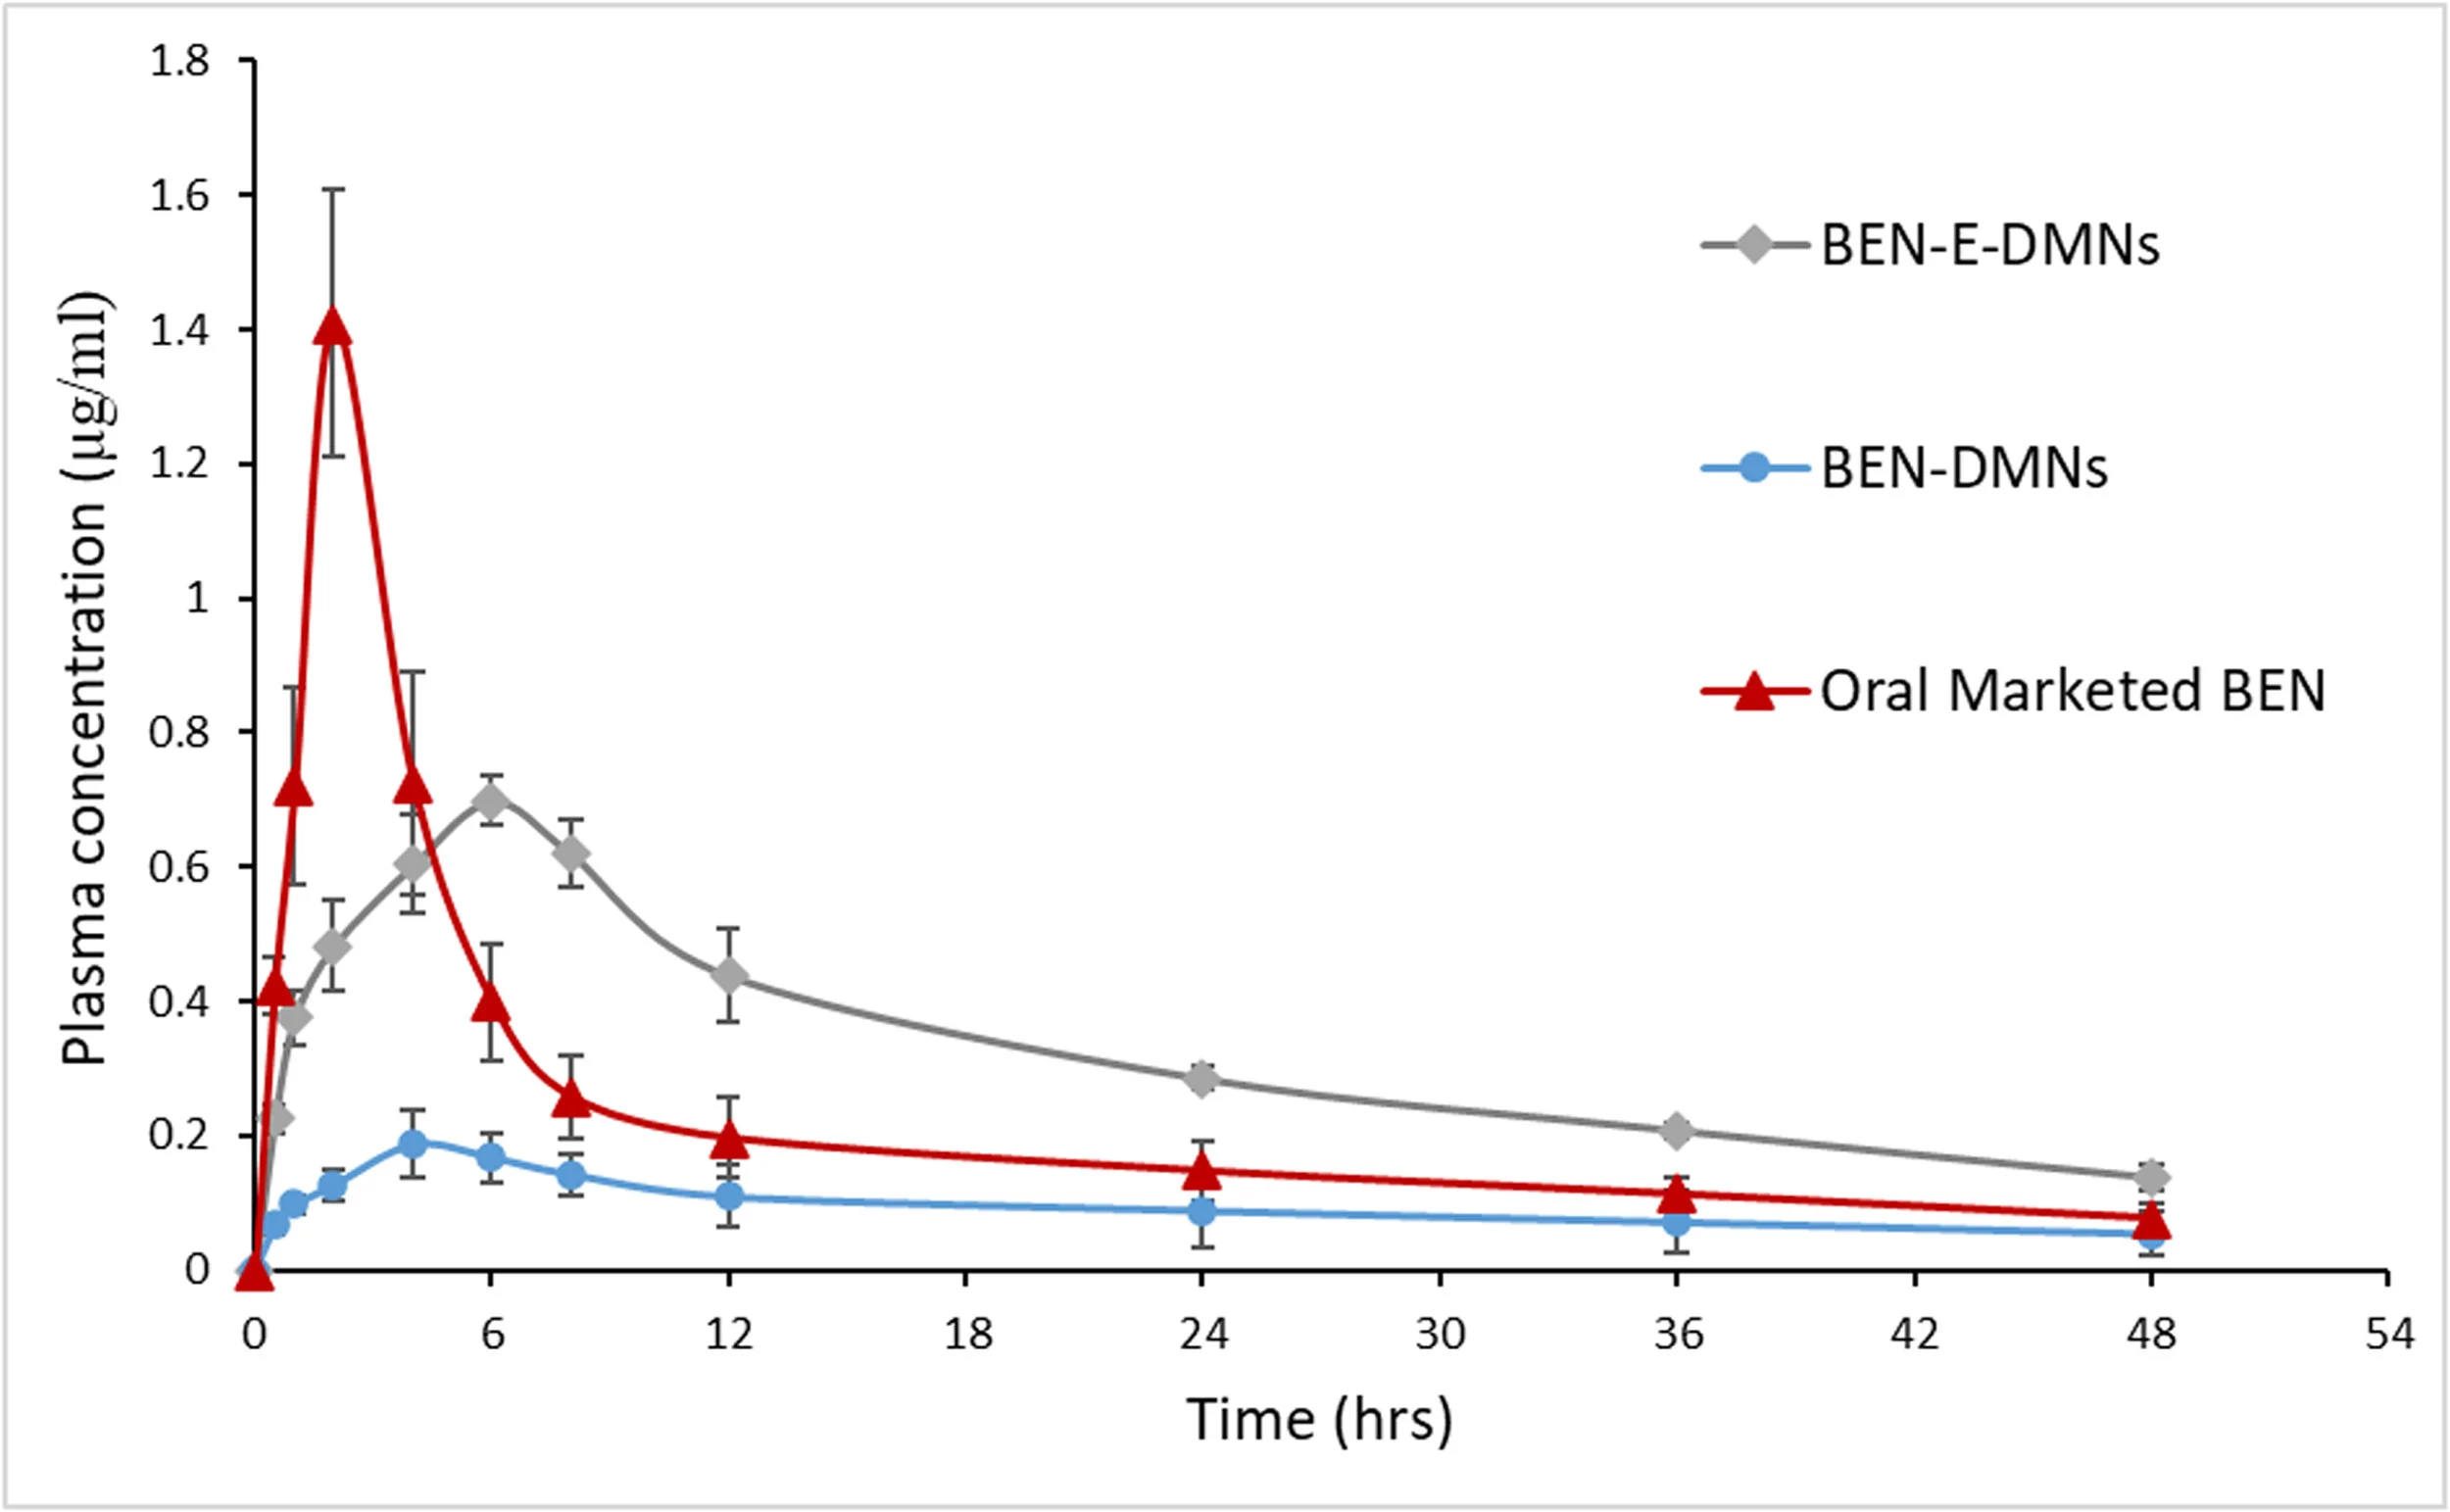 1.8
1.6
1.4
1.2
1
0.8
0.6
0.4
0.2
0
Plasma concentration (µg/ml)
BEN-E-DMNs
BEN-DMNs
Oral Marketed BEN
0 6 12 18 24 30 36 42 48 54
Time (hrs)